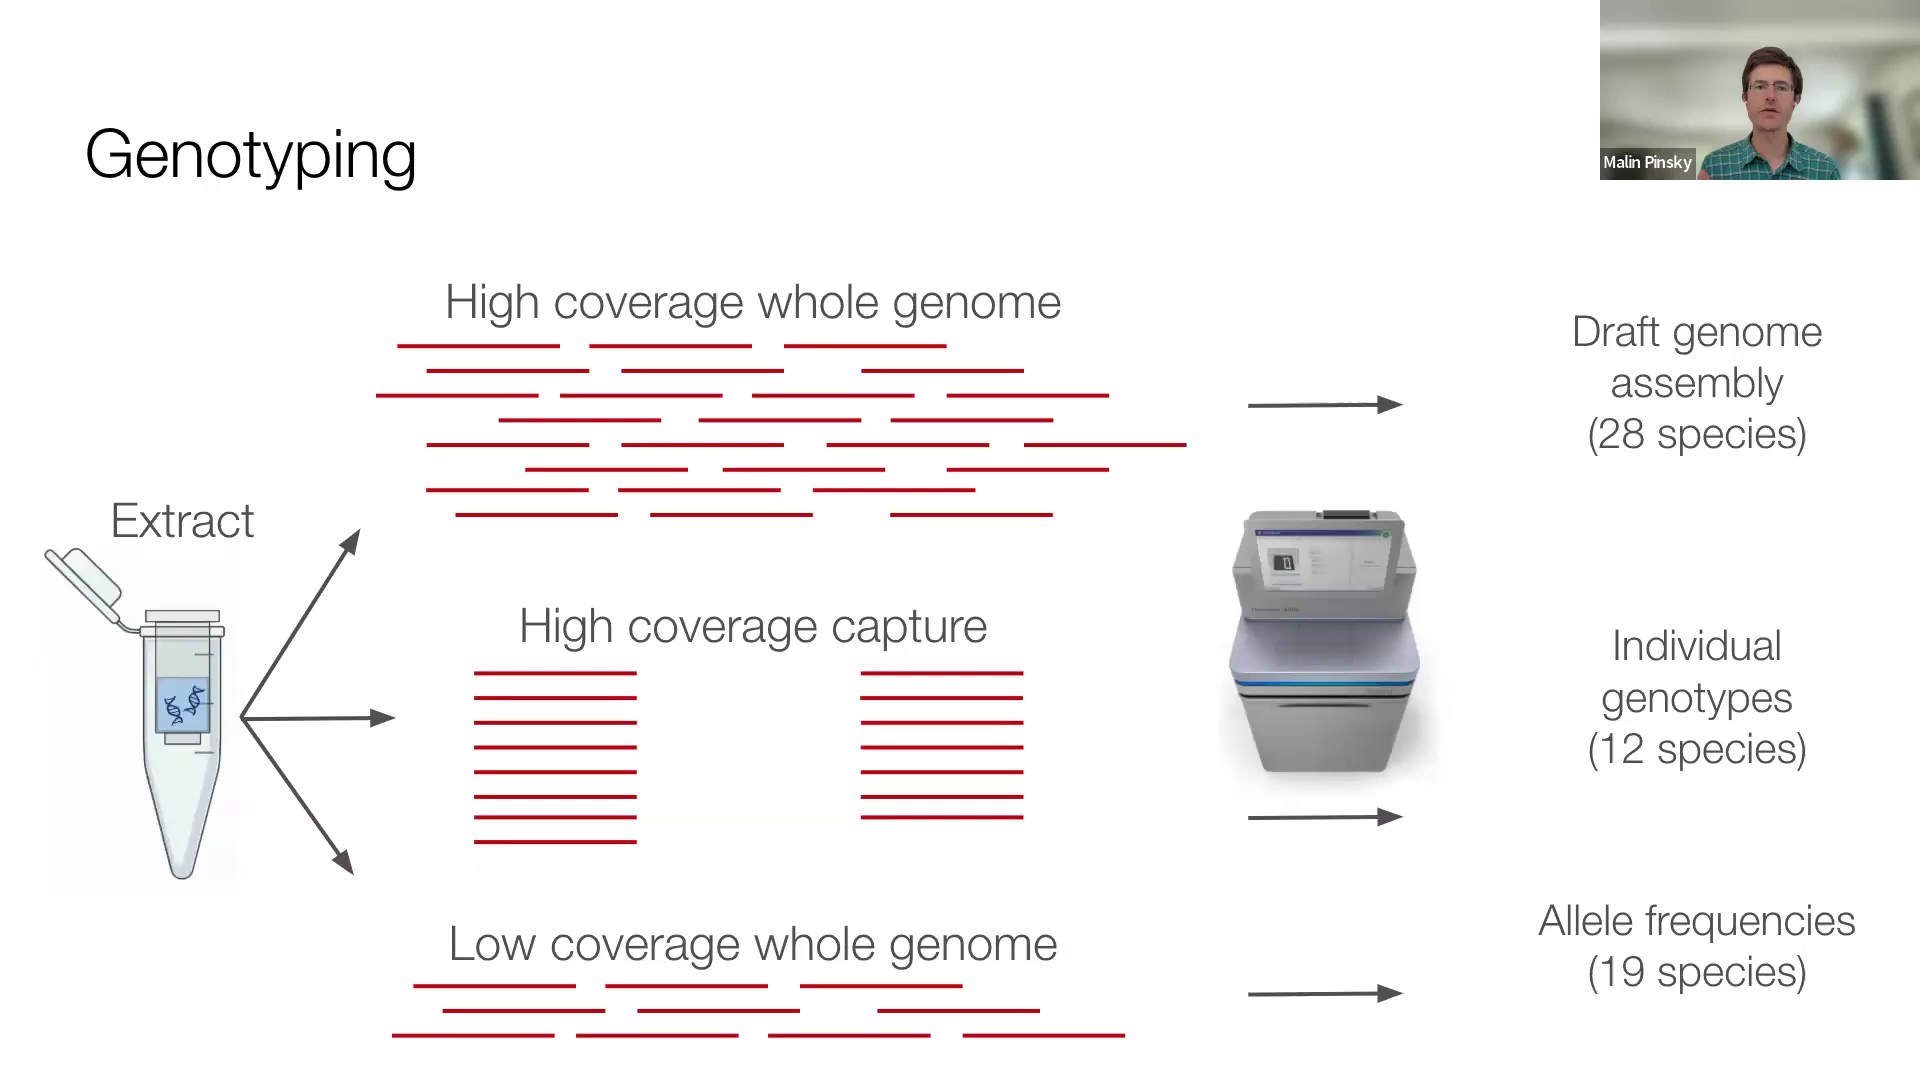 Malin Pinsky
Genotyping
High coverage whole genome
Draft genome
assembly
(28 species)
Extract
High coverage capture
Individual
genotypes
(12 species)
Low coverage whole genome
Allele frequencies
(19 species)